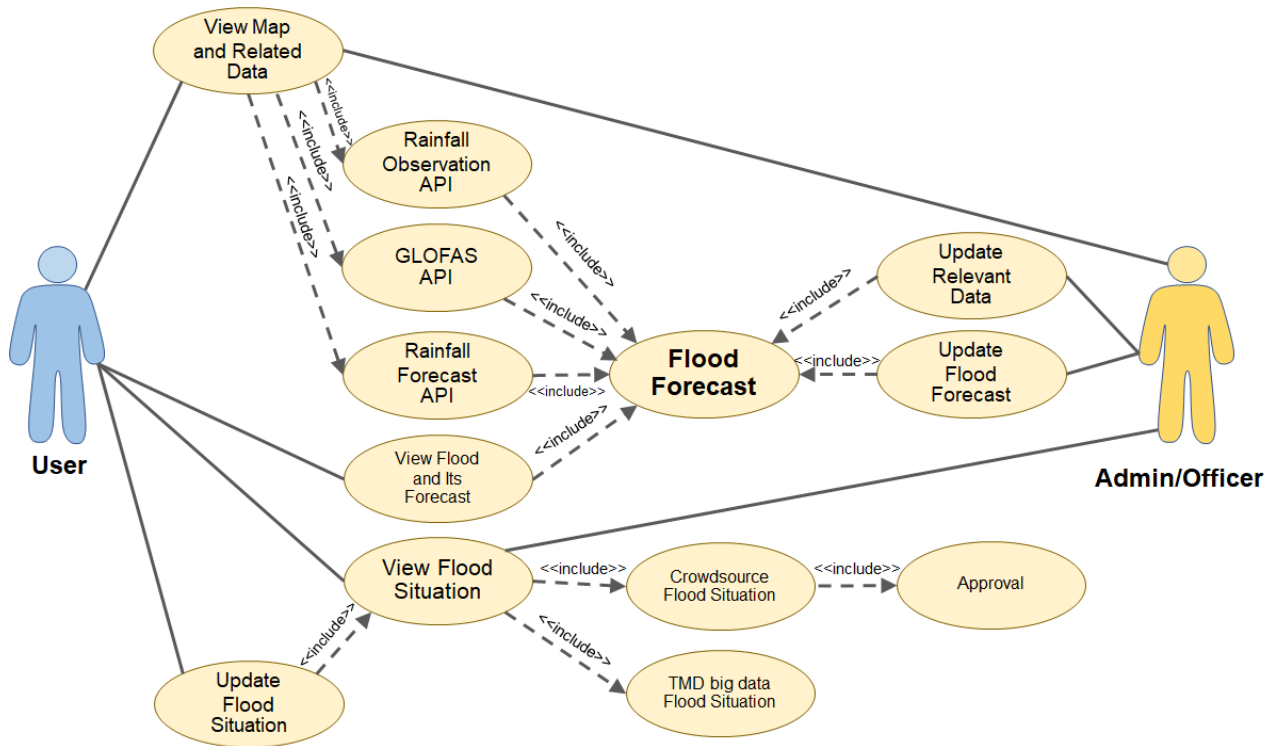 View Map
and Related
Data
<<include>>
<<include>>
<<include>>
Rainfall
Observation
API
<<include>>
GLOFAS
API
<<include>>
Update
Relevant
Data
<<include>>
Rainfall
Forecast
API
<<include>>
Flood
Forecast
<<include>>
Update
Flood
Forecast
User
View Flood
and Its
Forecast
<<include>>
Admin/Officer
View Flood
Situation
<<include>>
Crowdsource
Flood Situation
<<include>>
Approval
<<include>>
<<include>>
Update
Flood
Situation
TMD big data
Flood Situation